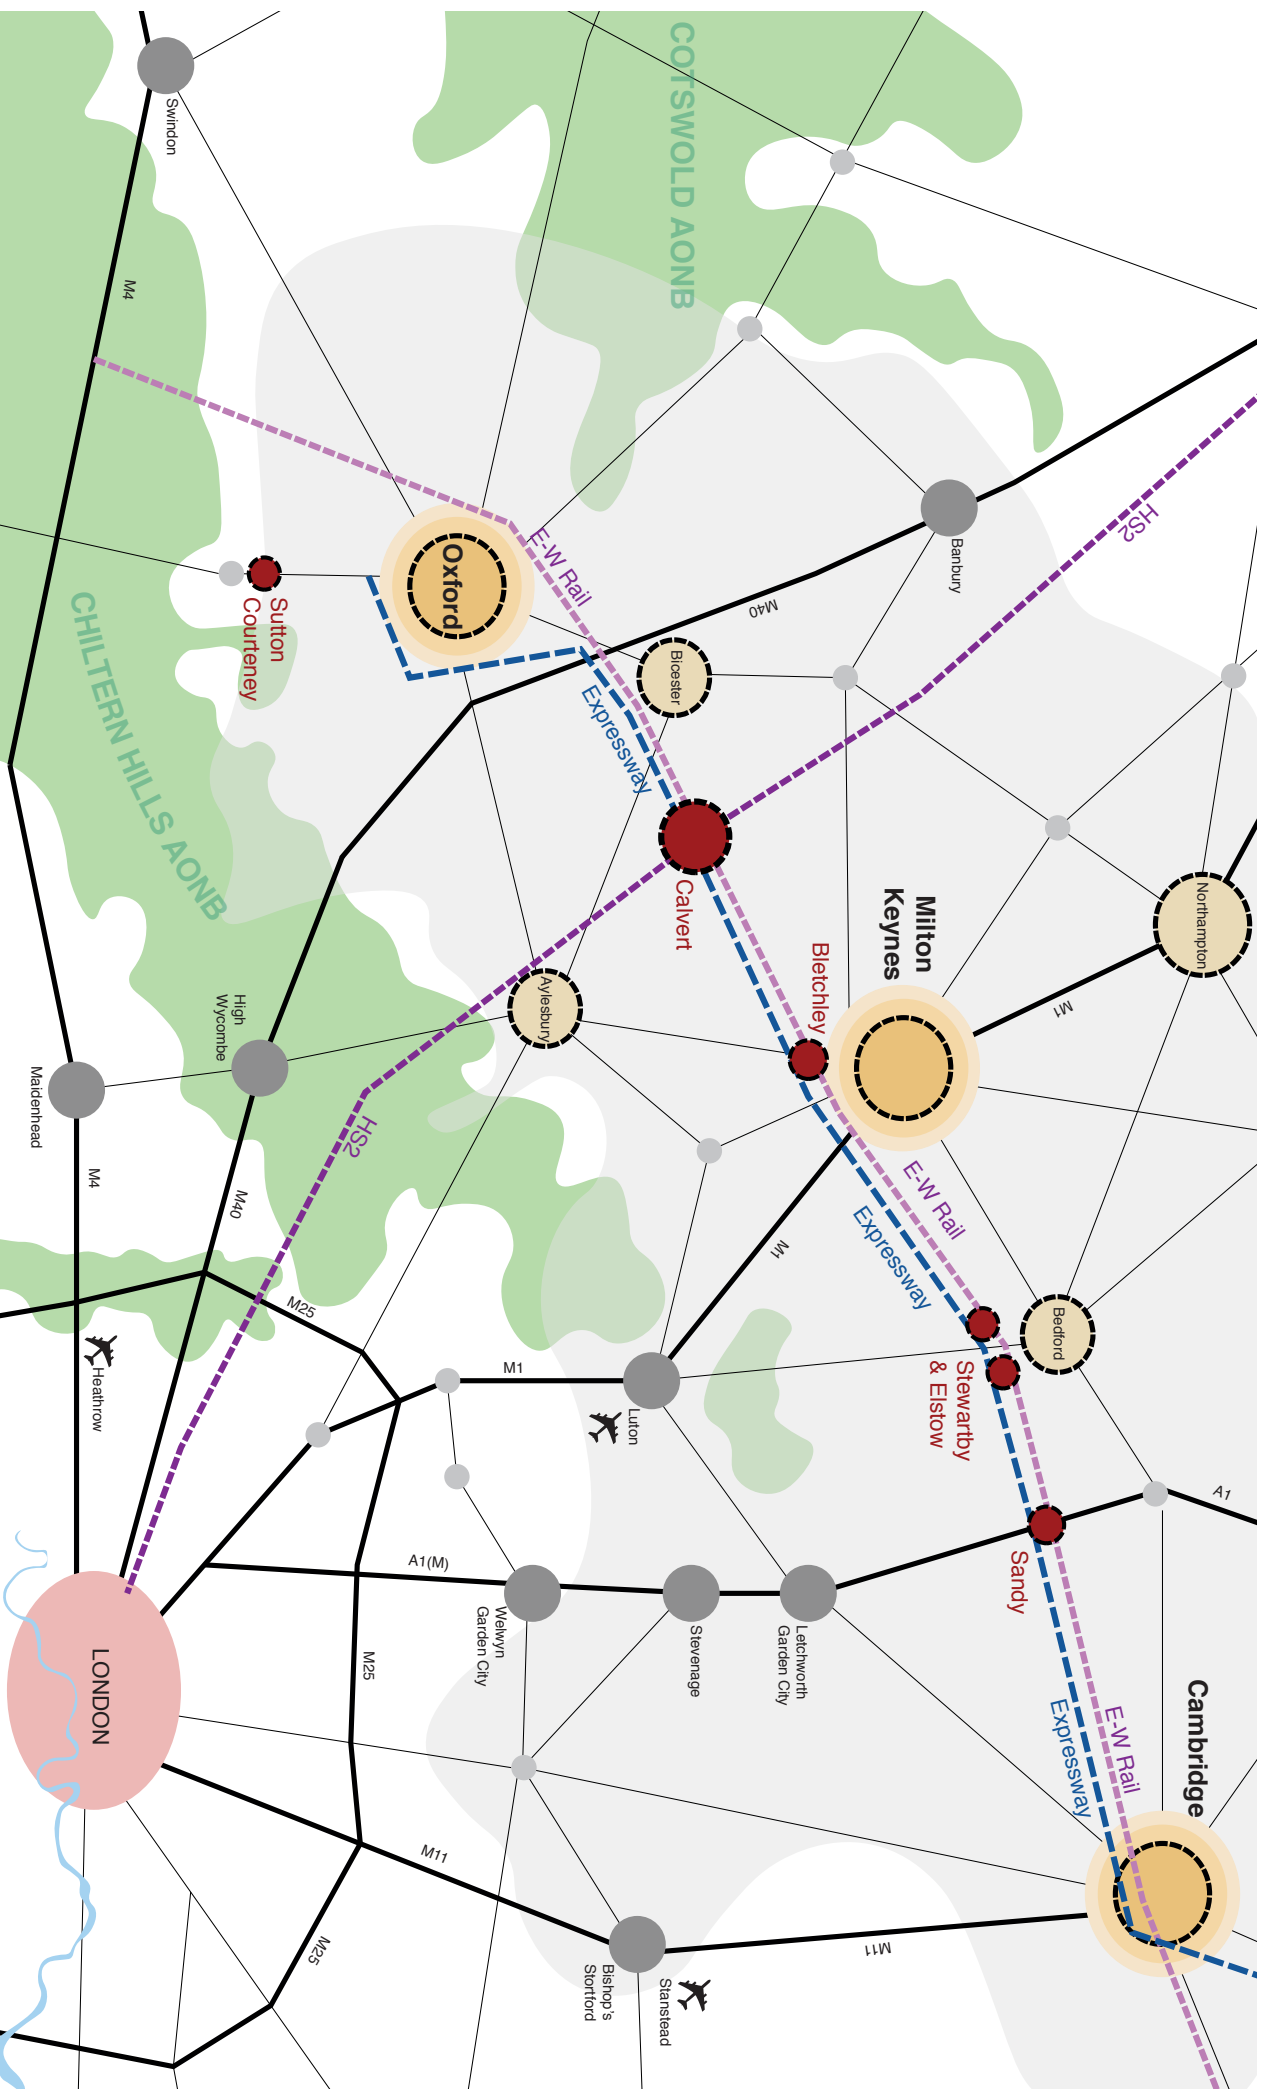 COTSWOLD AONB
Swindon
M4
HS2
Banbury
E-W Rail
Oxford
M40
Sutton
Courteney
Bicester
CHILTERN HILLS AONB
Expressway
Calvert
Milton
Keynes
Northampton
Bletchley
M1
Aylesbury
High
Wycombe
Maidenhead
HS2
M4
M40
E-W Rail
Expressway
M1
M25
Bedford
Heathrow
M1
Luton
Stewartby
& Elstow
A1
A1(M)
Sandy
Welwyn
Garden City
Stevenage
Letchworth
Garden City
LONDON
M25
Cambridge
E-W Rail
Expressway
M11
M25
M11
Bishop's
Stortford
Stanstead